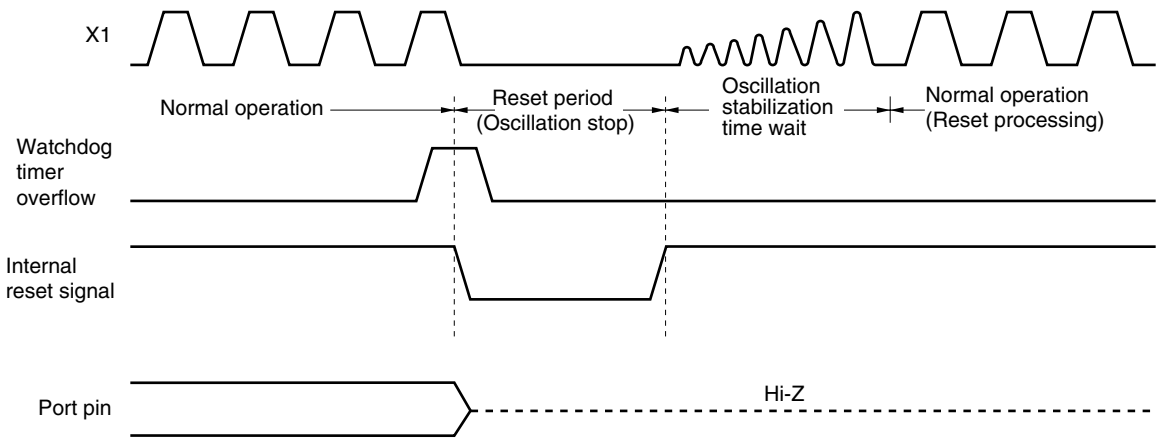 X1
Normal operation
Reset period
(Oscillation stop)
Oscillation
stabilization
time wait
Normal operation
(Reset processing)
Watchdog
timer
overflow
Internal
reset signal
Port pin
Hi-Z